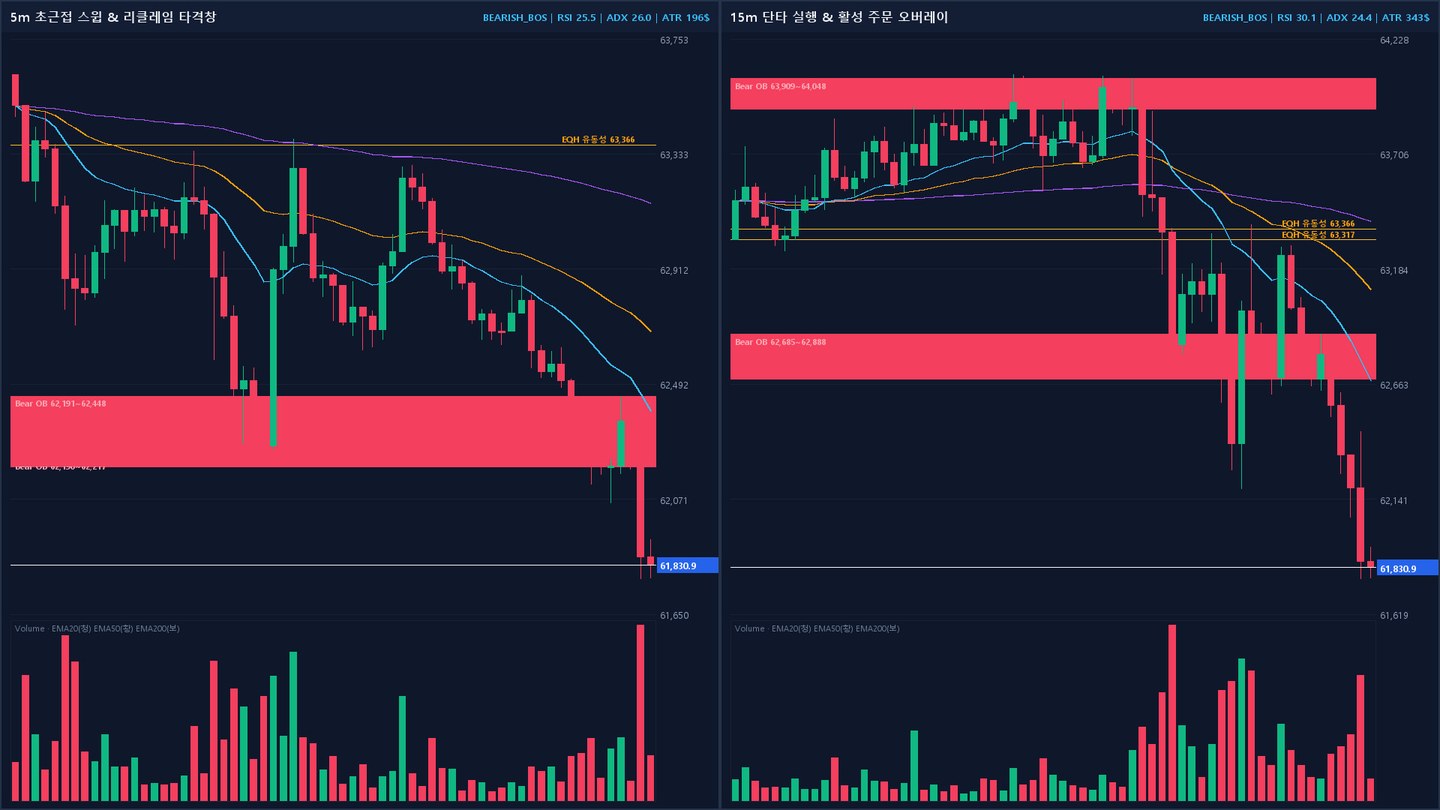 5m 초근접 스윕 & 리클레임 타격창
BEARISH_BOS | RSI 25.5 | ADX 26.0 | ATR 196$
63,753
EQH 유동성 63,366
63,333
62,912
62,492
Bear OB 62,191~62,448
62,071
61,830.9
61,650
Volume · EMA20(청) EMA50(황) EMA200(보)
15m 단타 실행 & 활성 주문 오버레이
BEARISH_BOS | RSI 30.1 | ADX 24.4 | ATR 343$
64,228
Bear OB 63,909~64,048
63,706
EQH 유동성 63,366
EQH 유동성 63,317
63,184
Bear OB 62,685~62,888
62,663
62,141
61,830.9
61,619
Volume · EMA20(청) EMA50(황) EMA200(보)